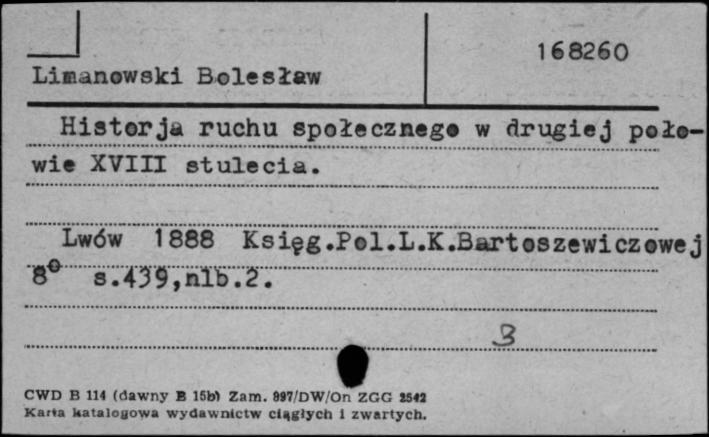 168260
Limanowski Bolesław
Historja ruchu społecznego w drugiej poło-
wie XVIII stulecia.
Lwów 1888 Księg.Pol.L.K.Bartoszewiczowej
8° s.439,nlb.2.
3
CWD B 114 (dawny B 15b) Zam. 897/DW/On ZGG 2542
Karta katalogowa wydawnictw ciągłych i zwartych.